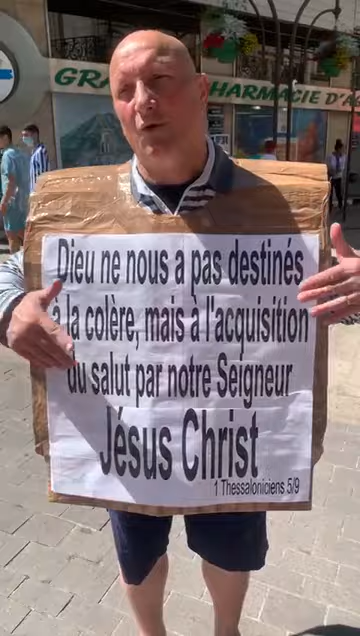 GRA
PHARMACIE D'A
Dieu ne nous a pas destinés
à la colère, mais à l'acquisition
du salut par notre Seigneur
Jésus Christ
1 Thessaloniciens 5/9